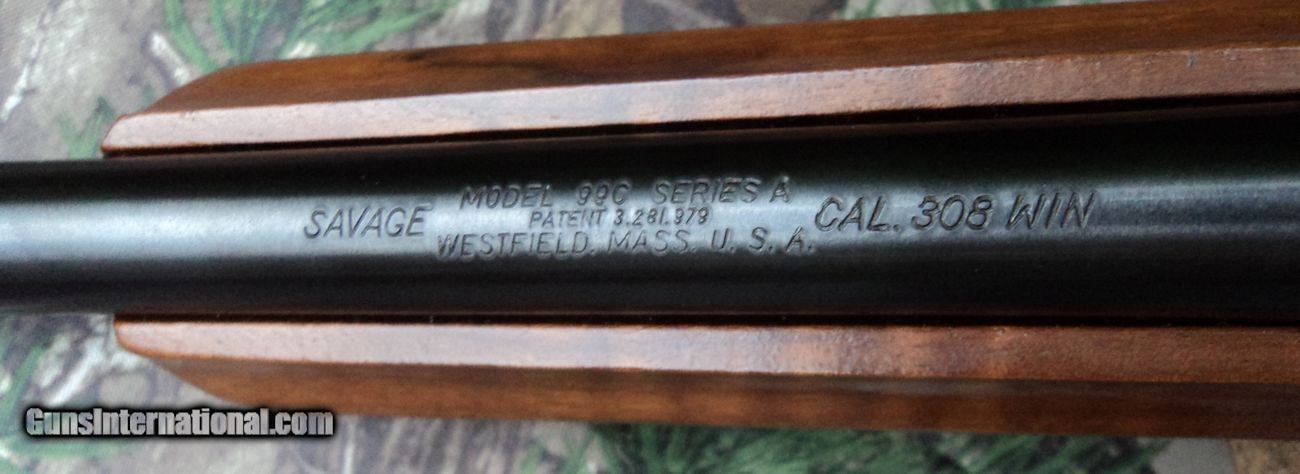 SAVAGE
MODEL 99C SERIES A
PATENT 3.281.979
WESTFIELD. MASS. U. S. A.
CAL. 308 WIN
GunsInternational.com